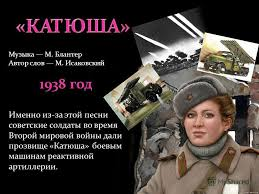 «КАТЮША»
Музыка — М. Блантер
Автор слов — М. Исаковский
1938 год
Именно из-за этой песни
советские солдаты во время
Второй мировой войны дали
прозвище «Катюша» боевым
машинам реактивной
артиллерии.
MyShared